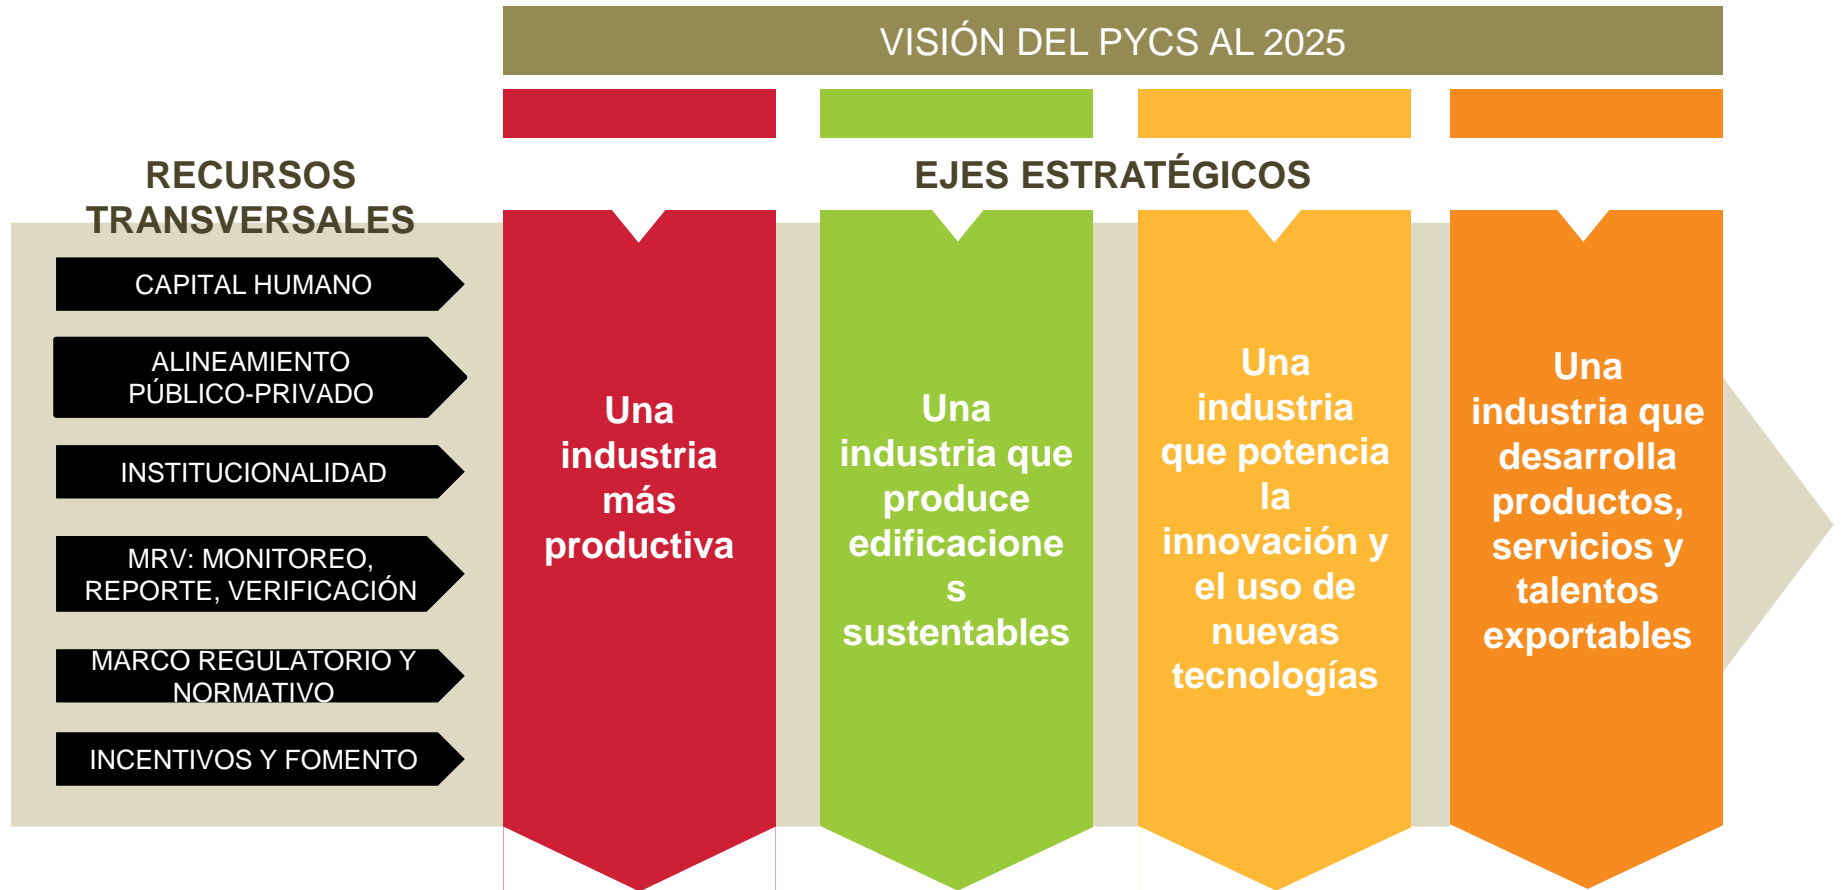 VISIÓN DEL PYCS AL 2025
RECURSOS
TRANSVERSALES
EJES ESTRATÉGICOS
CAPITAL HUMANO
ALINEAMIENTO
PÚBLICO-PRIVADO
INSTITUCIONALIDAD
MRV: MONITOREO,
REPORTE, VERIFICACIÓN
MARCO REGULATORIO Y
NORMATIVO
INCENTIVOS Y FOMENTO
Una
industria
más
productiva
Una
industria que
produce
edificacione
s
sustentables
Una
industria
que potencia
la
innovación y
el uso de
nuevas
tecnologías
Una
industria que
desarrolla
productos,
servicios y
talentos
exportables